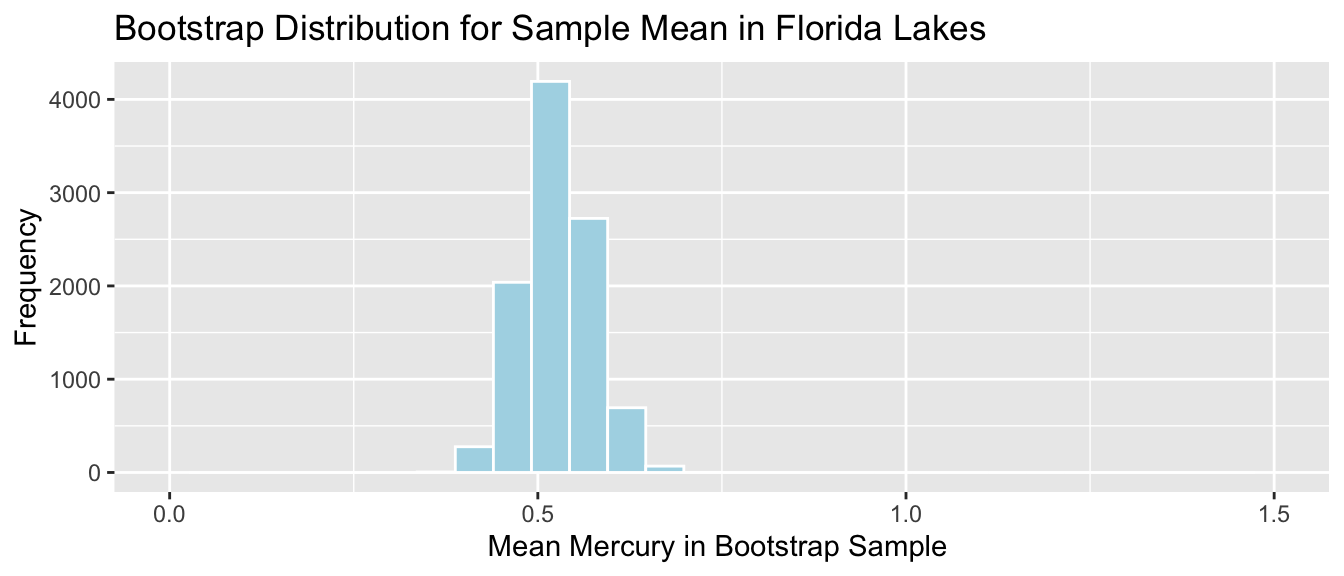 Bootstrap Distribution for Sample Mean in Florida Lakes
Frequency
4000
3000
2000
1000
0
0.0 0.5 1.0 1.5
Mean Mercury in Bootstrap Sample